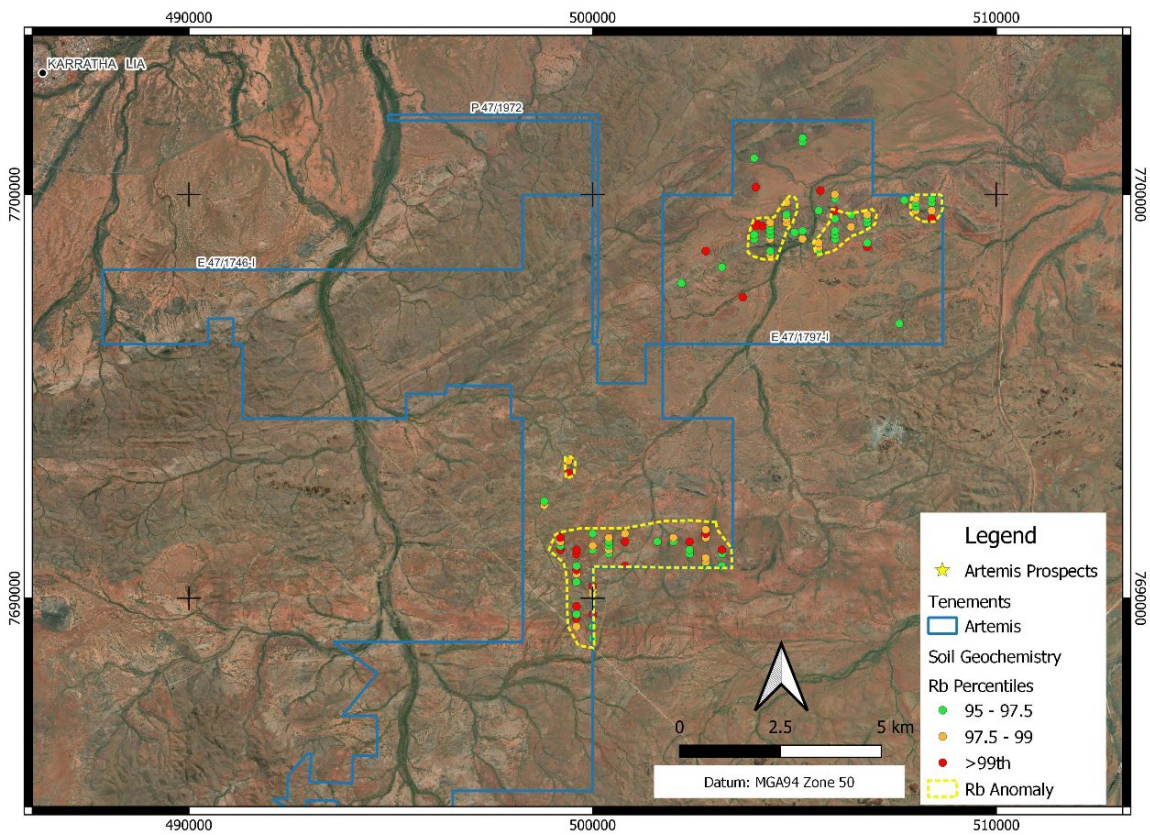 490000 500000 510000
KARRATHA LIA
P 47/1972
7700000 7700000
E 47/1746-I
E 47/1797-I
Legend
Artemis Prospects
Tenements
Artemis
Soil Geochemistry
Rb Percentiles
95 - 97.5
97.5 - 99
>99th
Rb Anomaly
7690000 7690000
0 2.5 5 km
Datum: MGA94 Zone 50
490000 500000 510000